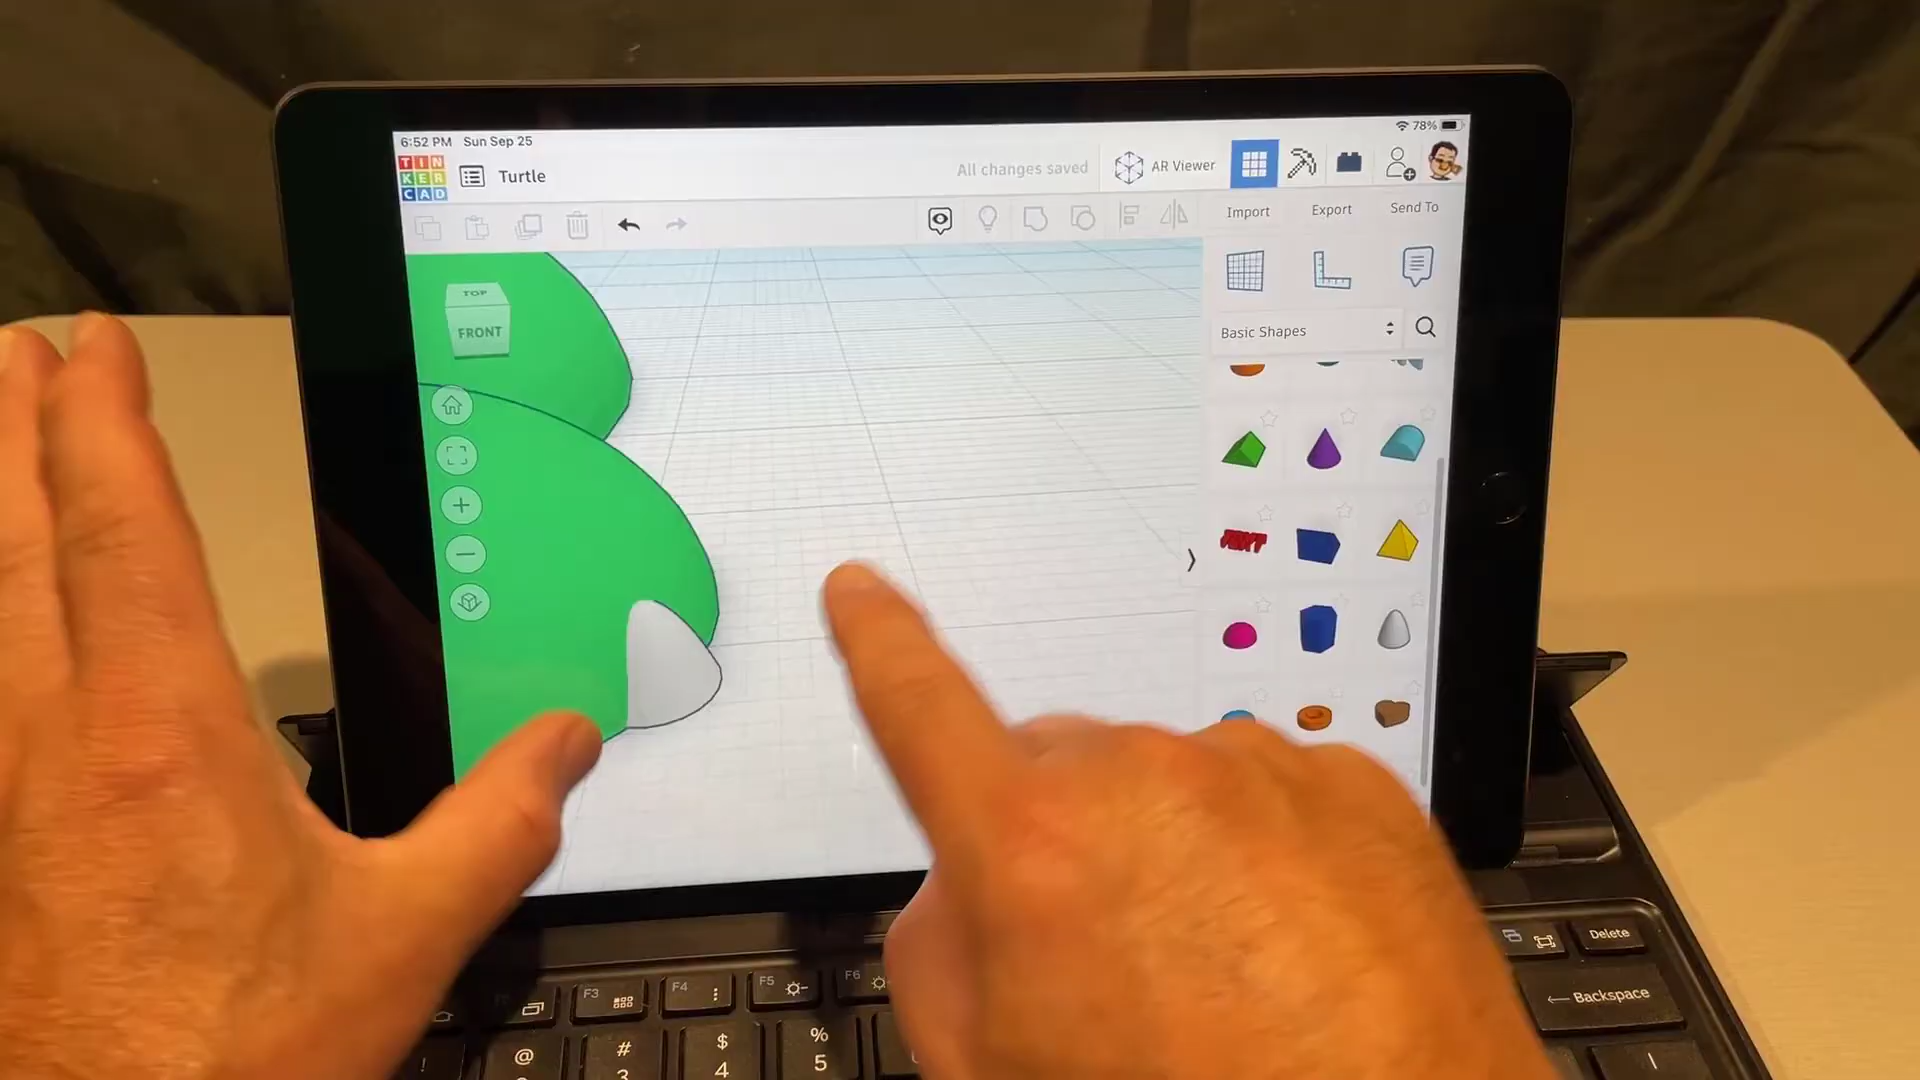 6:52 PM Sun Sep 25
78%
TIN
KER
CAD
Turtle
All changes saved
AR Viewer
Import
Export
Send To
TOP
FRONT
Basic Shapes
TEXT
Delete
F3
F4
F5
F6
← Backspace
!
@
#
3
$
4
%
5